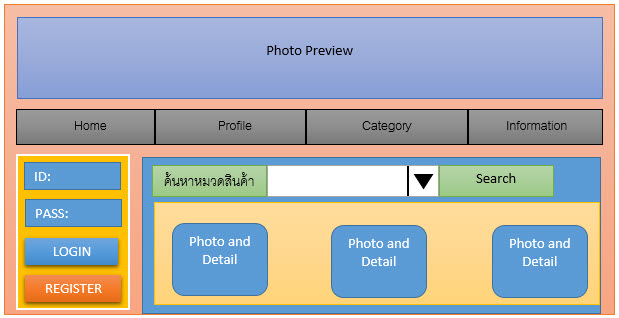 Photo Preview
Home
Profile
Category
Information
ID:
PASS:
LOGIN
REGISTER
ค้นหาหมวดสินค้า
Search
Photo and
Detail
Photo and
Detail
Photo and
Detail